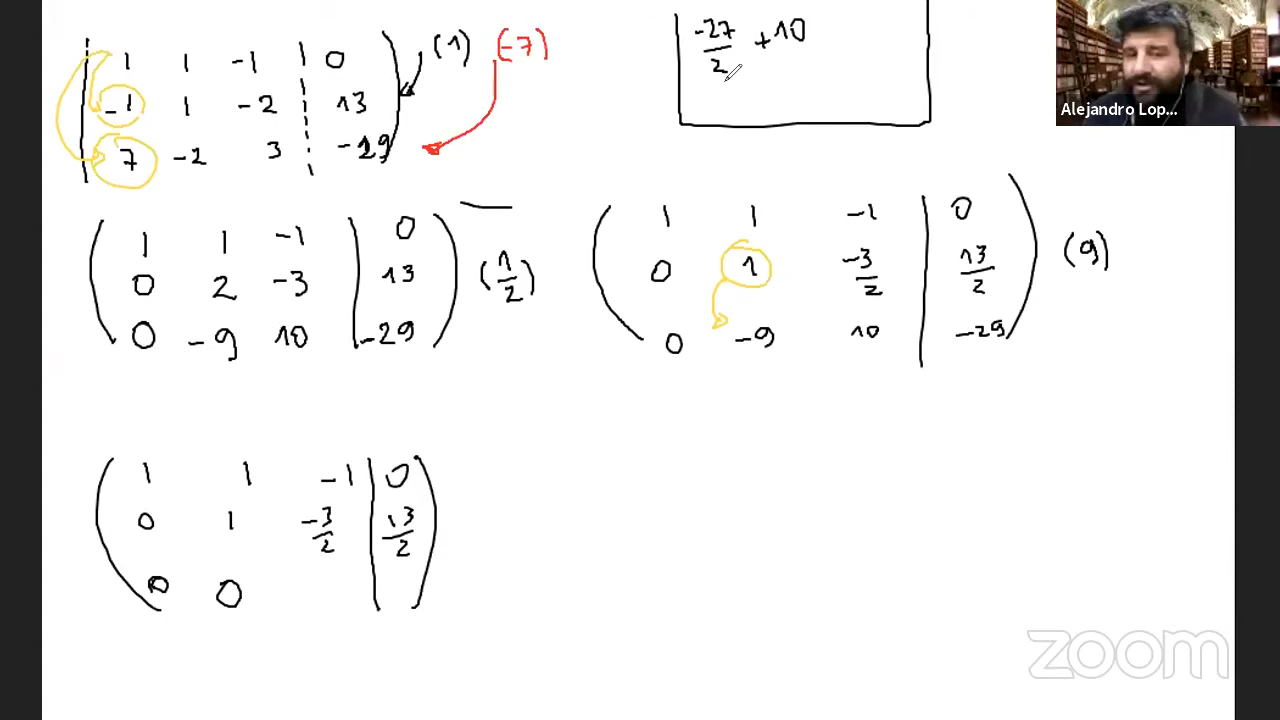 1 1 -1 0 (1) (-7)
-1 1 -2 13
7 -2 3 -29
-27/2 + 10
Alejandro Lop...
1 1 -1 0
0 2 -3 13 (1/2)
0 -9 10 -29
1 1 -1 0
0 1 -3/2 13/2 (9)
0 -9 10 -29
1 1 -1 0
0 1 -3/2 13/2
0 0
zoom